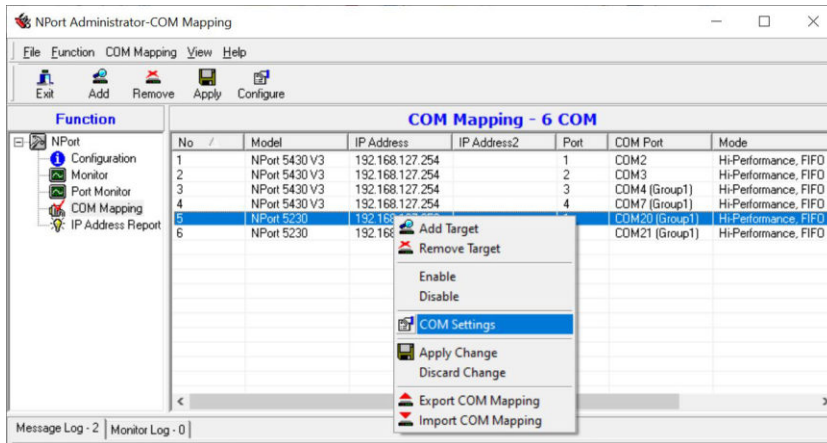 NPort Administrator-COM Mapping
File Function COM Mapping View Help
Exit Add Remove Apply Configure
Function
COM Mapping - 6 COM
NPort
Configuration
Monitor
Port Monitor
COM Mapping
IP Address Report
No Model IP Address IP Address2 Port COM Port Mode
1 NPort 5430 V3 192.168.127.254 1 COM2 Hi-Performance, FIFO
2 NPort 5430 V3 192.168.127.254 2 COM3 Hi-Performance, FIFO
3 NPort 5430 V3 192.168.127.254 3 COM4 (Group1) Hi-Performance, FIFO
4 NPort 5430 V3 192.168.127.254 4 COM7 (Group1) Hi-Performance, FIFO
5 NPort 5230 COM20 (Group1) Hi-Performance, FIFO
6 NPort 5230 192.168 COM21 (Group1) Hi-Performance, FIFO
Add Target
Remove Target
Enable
Disable
COM Settings
Apply Change
Discard Change
Export COM Mapping
Import COM Mapping
Message Log - 2 Monitor Log - 0